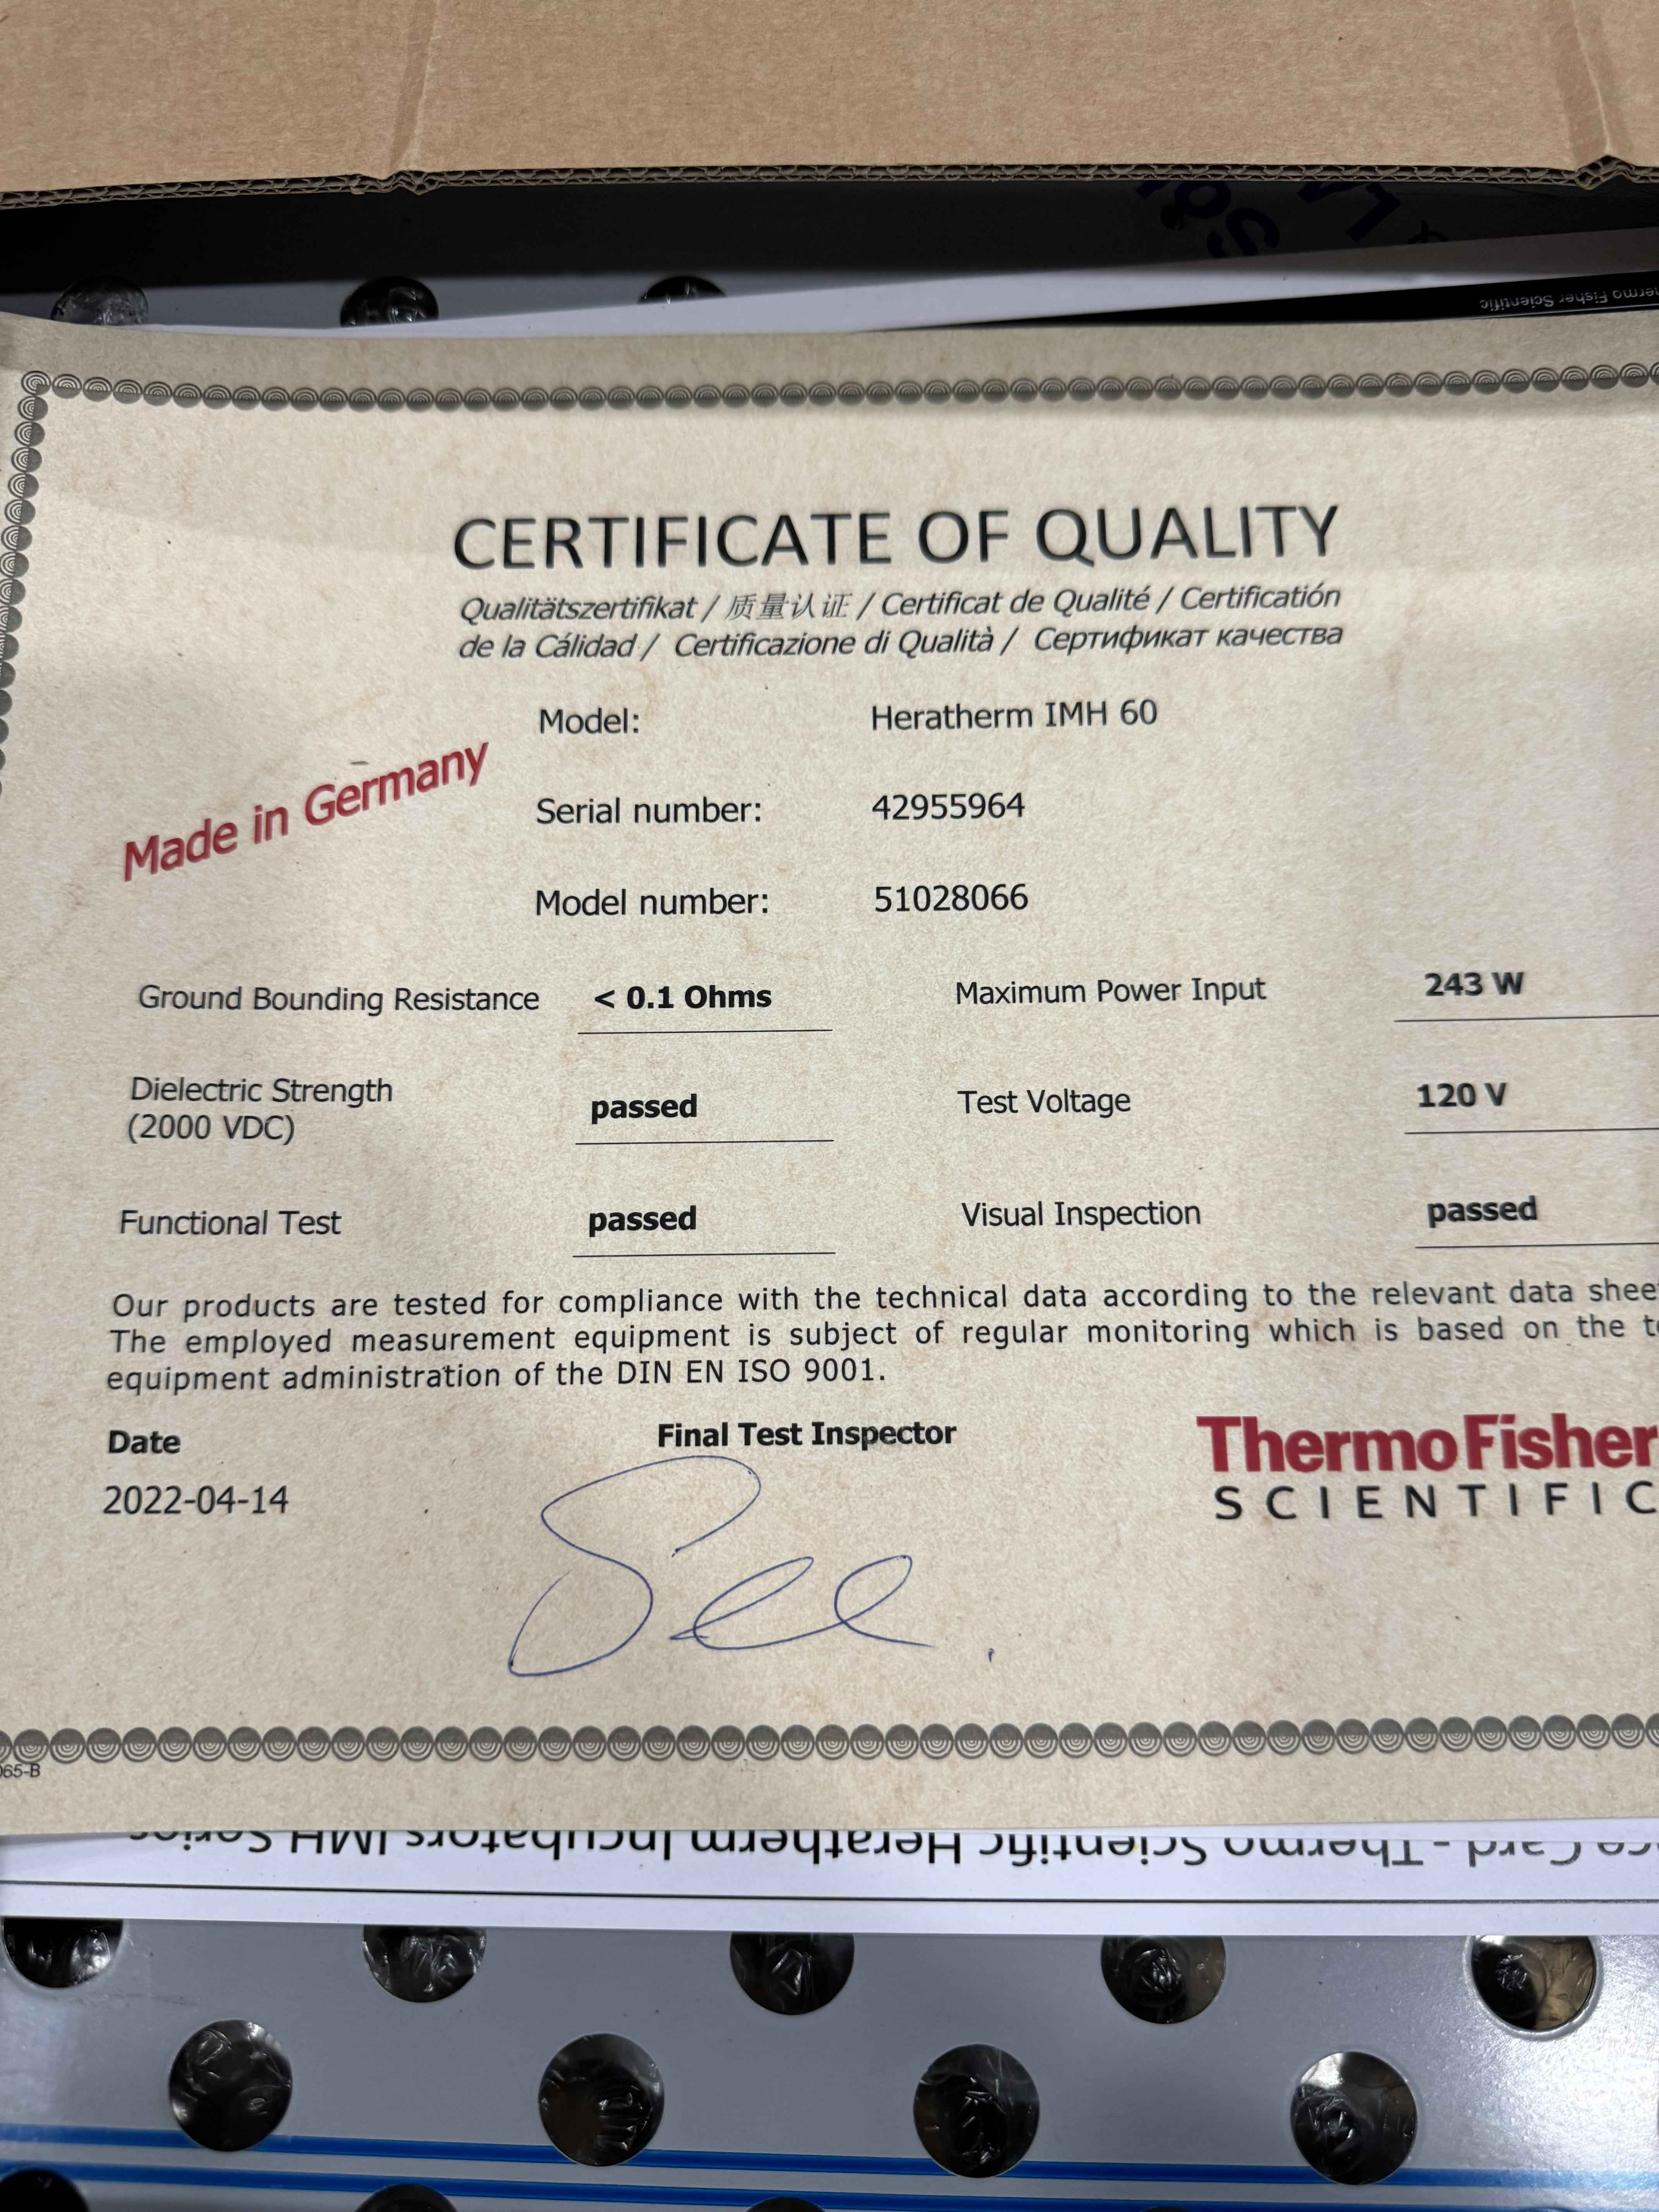 Thermo Fisher Scientific
CERTIFICATE OF QUALITY
Qualitätszertifikat / 质量认证 / Certificat de Qualité / Certificatión
de la Cálidad / Certificazione di Qualità / Сертификат качества
Made in Germany
Model: Heratherm IMH 60
Serial number: 42955964
Model number: 51028066
Ground Bounding Resistance < 0.1 Ohms Maximum Power Input 243 W
Dielectric Strength
(2000 VDC) passed Test Voltage 120 V
Functional Test passed Visual Inspection passed
Our products are tested for compliance with the technical data according to the relevant data shee
The employed measurement equipment is subject of regular monitoring which is based on the
equipment administration of the DIN EN ISO 9001.
Date Final Test Inspector
2022-04-14
ThermoFisher
SCIENTIFIC
065-B
Card - Thermo Scientific Heratherm Incubators IMH Series